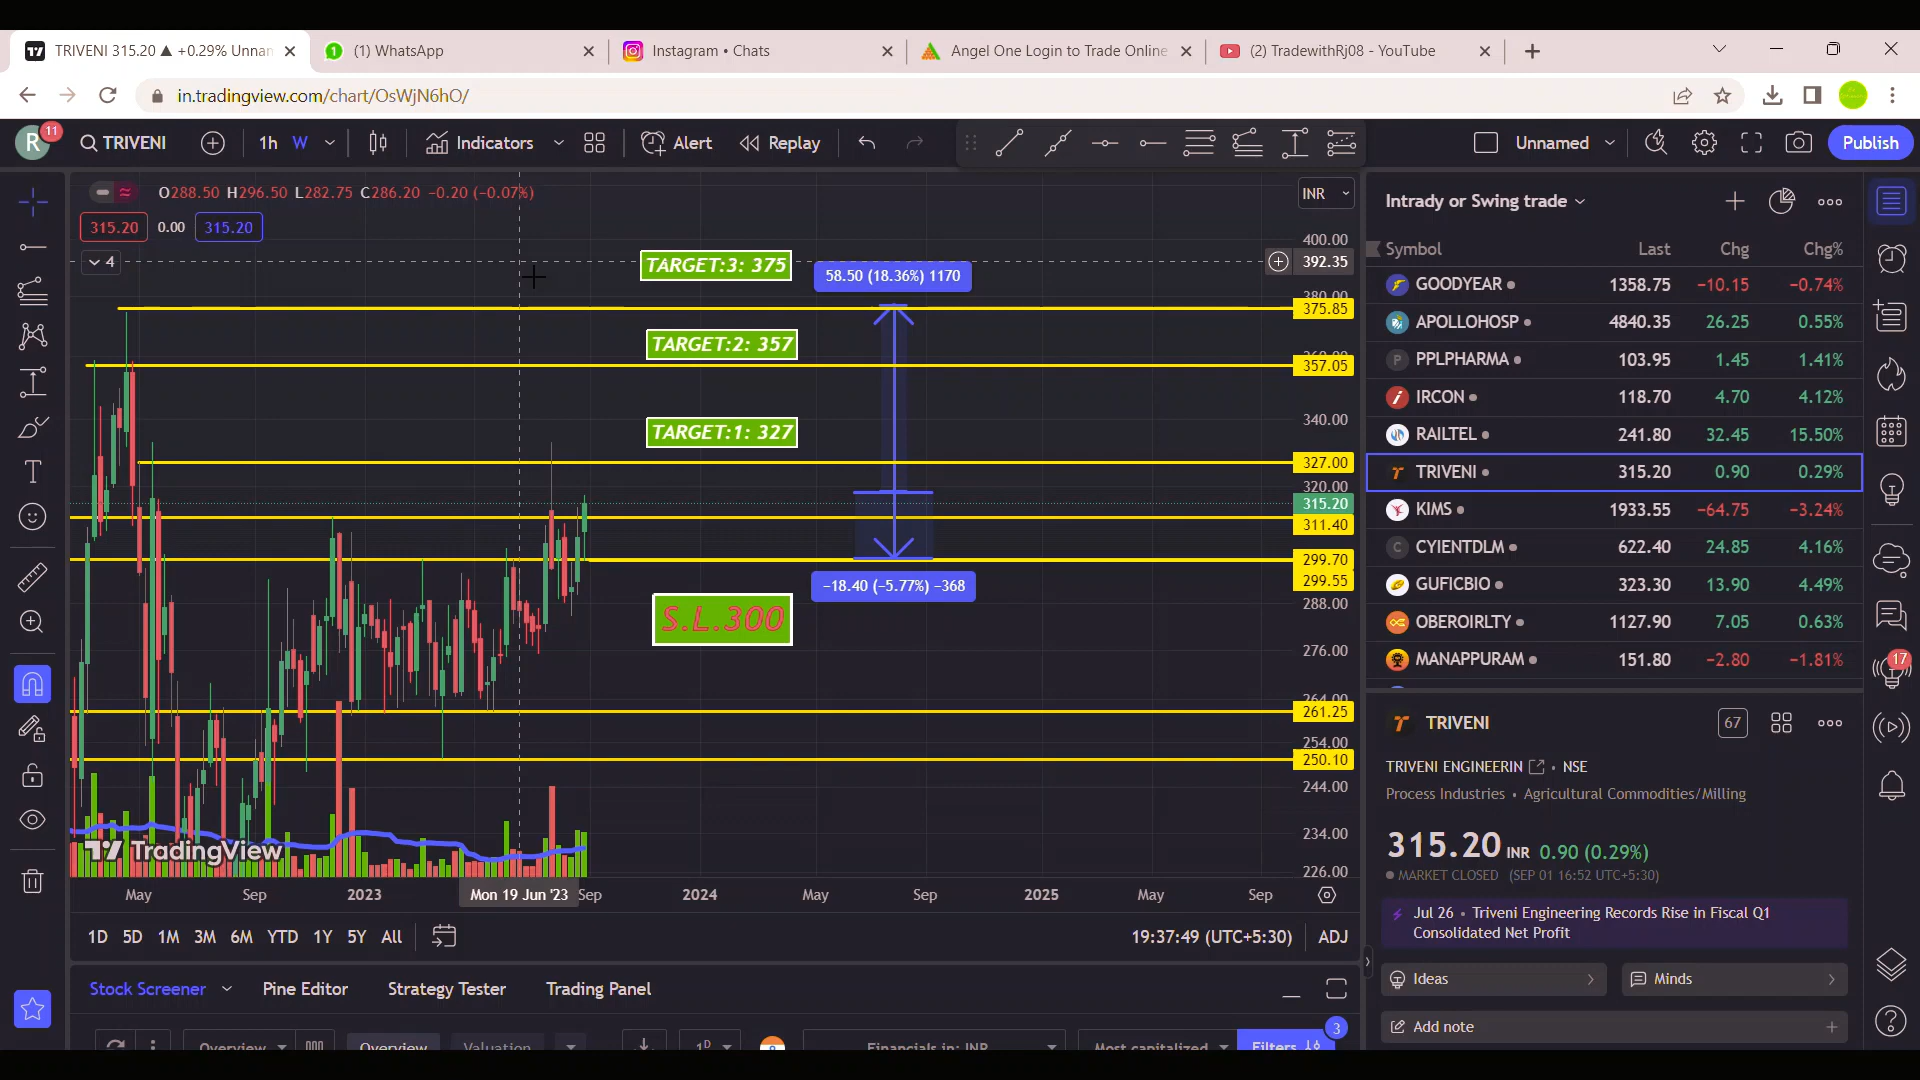 TRIVENI 315.20 ▲ +0.29% Unnan
(1) WhatsApp
Instagram • Chats
Angel One Login to Trade Online
(2) TradewithRj08 - YouTube
in.tradingview.com/chart/OsWjN6hO/
R
11
TRIVENI
1h
W
Indicators
Alert
Replay
Unnamed
Publish
O288.50 H296.50 L282.75 C286.20 −0.20 (−0.07%)
315.20
0.00
315.20
4
INR
400.00
392.35
380.00
375.85
357.05
340.00
327.00
320.00
315.20
311.40
299.70
299.55
288.00
276.00
264.00
261.25
254.00
250.10
244.00
234.00
226.00
TARGET:3: 375
58.50 (18.36%) 1170
TARGET:2: 357
TARGET:1: 327
−18.40 (−5.77%) −368
S.L.300
TradingView
May
Sep
2023
Mon 19 Jun '23
Sep
2024
May
Sep
2025
May
Sep
1D 5D 1M 3M 6M YTD 1Y 5Y All
19:37:49 (UTC+5:30)
ADJ
Stock Screener
Pine Editor
Strategy Tester
Trading Panel
Overview
Overview
Valuation
1D
Financials in: INR
Most capitalized
Filters
3
Intrady or Swing trade
Symbol Last Chg Chg%
GOODYEAR 1358.75 −10.15 −0.74%
APOLLOHOSP 4840.35 26.25 0.55%
P PPLPHARMA 103.95 1.45 1.41%
IRCON 118.70 4.70 4.12%
RAILTEL 241.80 32.45 15.50%
TRIVENI 315.20 0.90 0.29%
KIMS 1933.55 −64.75 −3.24%
C CYIENTDLM 622.40 24.85 4.16%
GUFICBIO 323.30 13.90 4.49%
OBEROIRLTY 1127.90 7.05 0.63%
MANAPPURAM 151.80 −2.80 −1.81%
TRIVENI
67
TRIVENI ENGINEERIN • NSE
Process Industries • Agricultural Commodities/Milling
315.20 INR 0.90 (0.29%)
MARKET CLOSED (SEP 01 16:52 UTC+5:30)
Jul 26 • Triveni Engineering Records Rise in Fiscal Q1
Consolidated Net Profit
Ideas
Minds
Add note
17